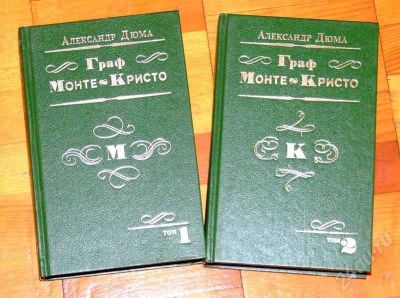 Александр Дюма
Граф
Монте~Кристо
М
том 1
Александр Дюма
Граф
Монте~Кристо
К
том 2